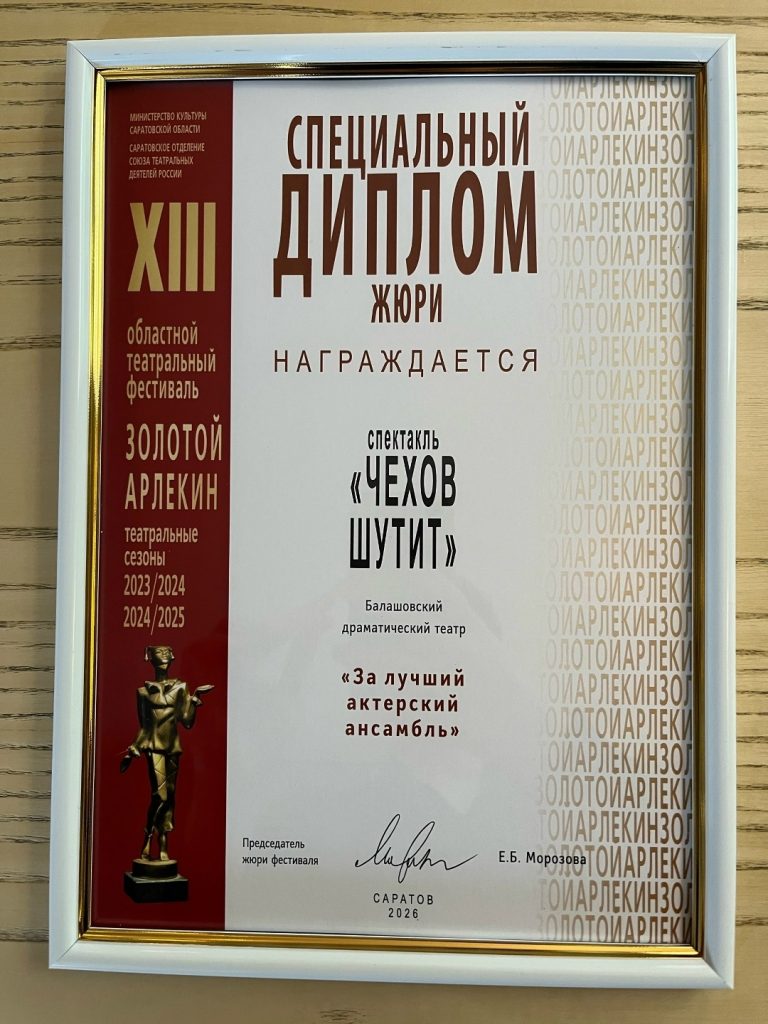 МИНИСТЕРСТВО КУЛЬТУРЫ
САРАТОВСКОЙ ОБЛАСТИ
САРАТОВСКОЕ ОТДЕЛЕНИЕ
СОЮЗА ТЕАТРАЛЬНЫХ
ДЕЯТЕЛЕЙ РОССИИ
XIII
областной
театральный
фестиваль
ЗОЛОТОЙ
АРЛЕКИН
театральные
сезоны
2023/2024
2024/2025
СПЕЦИАЛЬНЫЙ
ДИПЛОМ
ЖЮРИ
НАГРАЖДАЕТСЯ
спектакль
«ЧЕХОВ
ШУТИТ»
Балашовский
драматический театр
«За лучший
актерский
ансамбль»
Председатель
жюри фестиваля
Е.Б. Морозова
САРАТОВ
2026